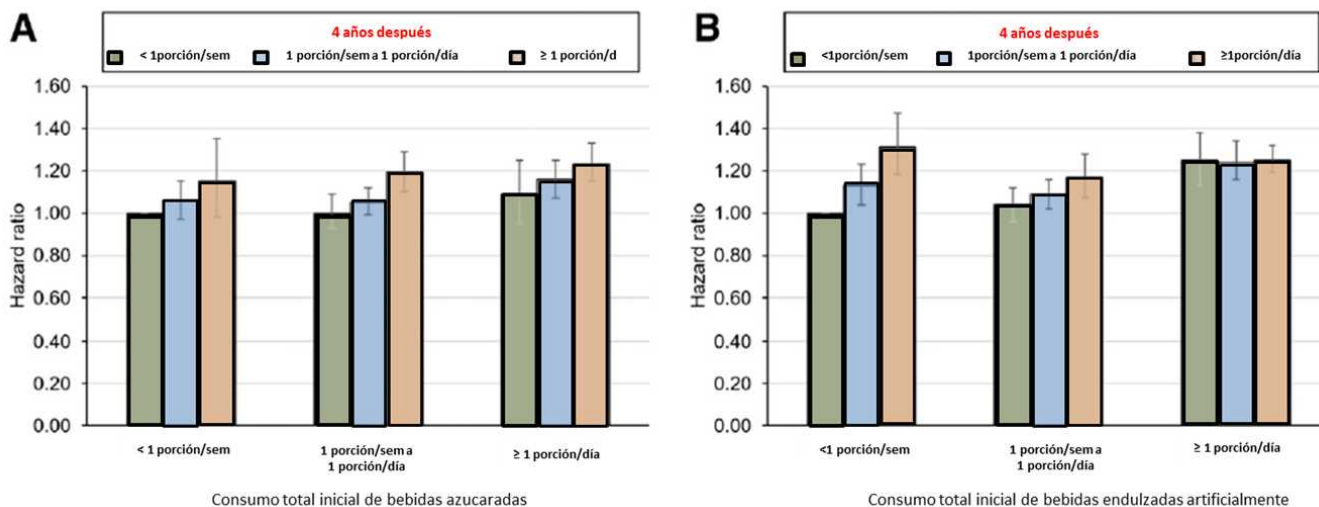 A
4 años después
< 1porción/sem 1 porción/sem a 1 porción/día ≥ 1 porción/d
Hazard ratio
1.60
1.40
1.20
1.00
0.80
0.60
0.40
0.20
0.00
< 1 porción/sem
1 porción/sem a
1 porción/día
≥ 1 porción/día
Consumo total inicial de bebidas azucaradas
B
4 años después
<1porción/sem 1porción/sem a 1 porción/día ≥1porción/día
Hazard ratio
1.60
1.40
1.20
1.00
0.80
0.60
0.40
0.20
0.00
<1 porción/sem
1 porción/sem a
1 porción/día
≥ 1 porción/día
Consumo total inicial de bebidas endulzadas artificialmente